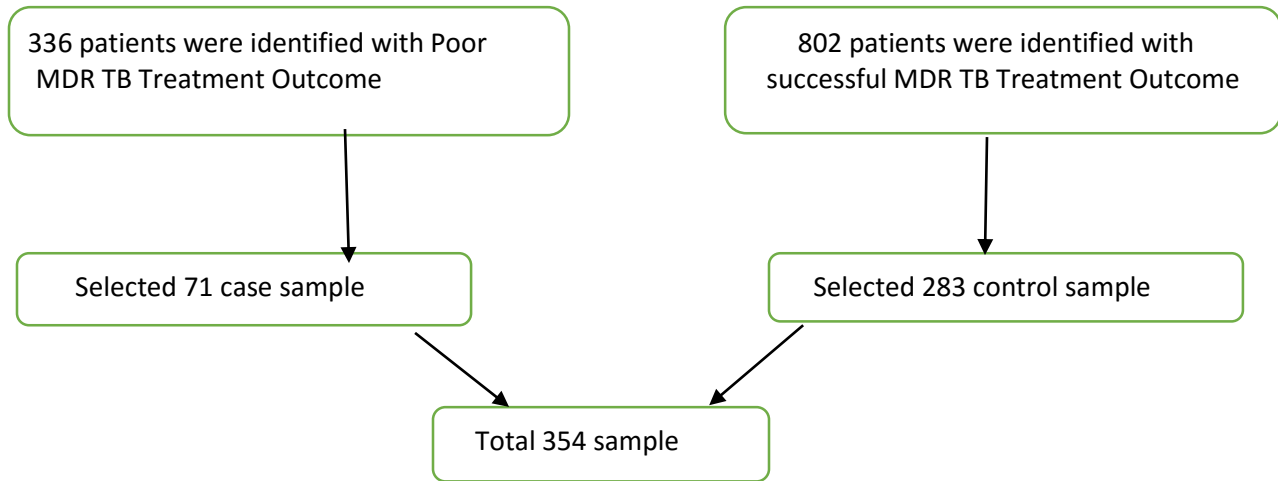 336 patients were identified with Poor
MDR TB Treatment Outcome
802 patients were identified with
successful MDR TB Treatment Outcome
Selected 71 case sample
Selected 283 control sample
Total 354 sample